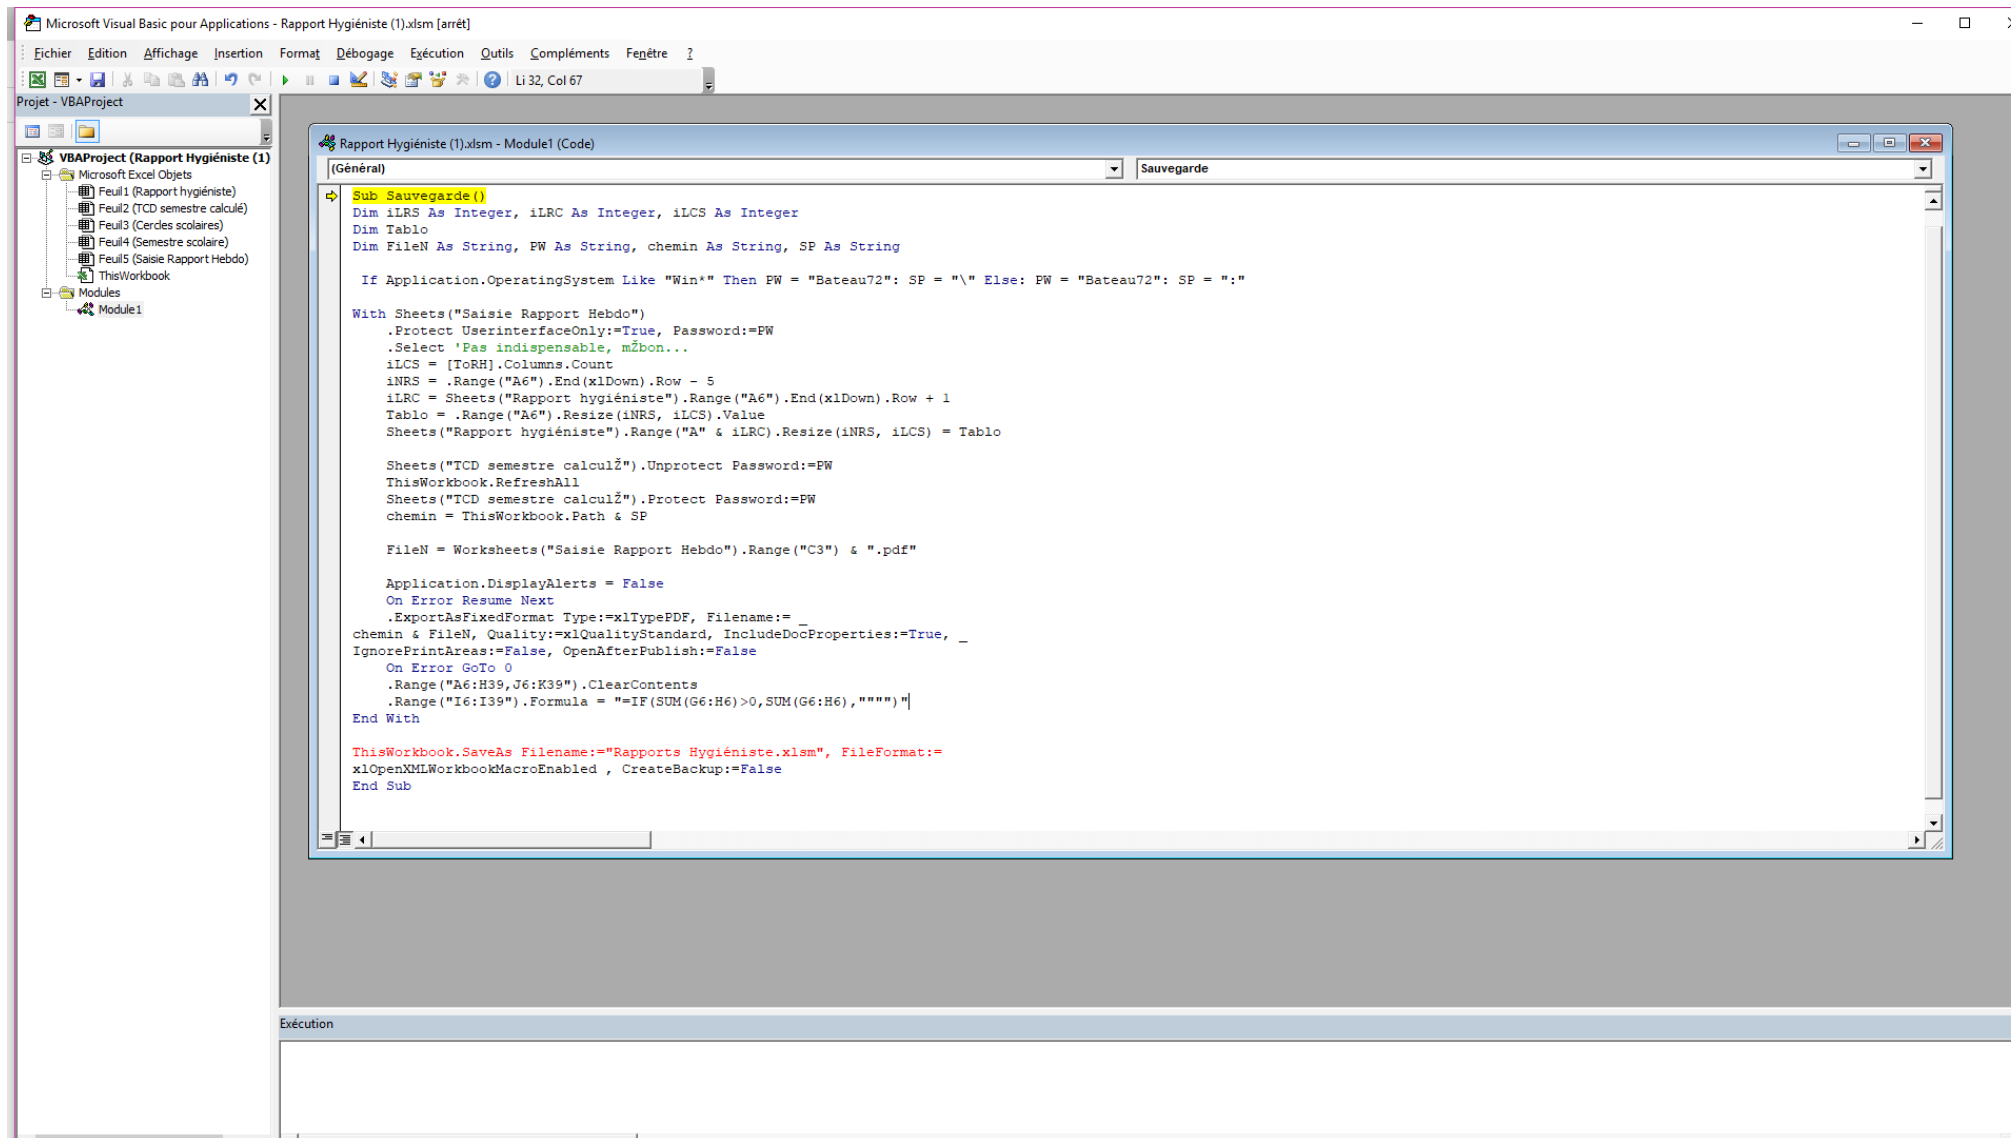 Microsoft Visual Basic pour Applications - Rapport Hygiéniste (1).xlsm [arrêt]
Fichier Edition Affichage Insertion Format Débogage Exécution Outils Compléments Fenêtre ?
Li 32, Col 67
Projet - VBAProject
VBAProject (Rapport Hygiéniste (1)
Microsoft Excel Objets
Feuil1 (Rapport hygiéniste)
Feuil2 (TCD semestre calculé)
Feuil3 (Cercles scolaires)
Feuil4 (Semestre scolaire)
Feuil5 (Saisie Rapport Hebdo)
ThisWorkbook
Modules
Module1
Rapport Hygiéniste (1).xlsm - Module1 (Code)
(Général) Sauvegarde
Sub Sauvegarde()
Dim iLRS As Integer, iLRC As Integer, iLCS As Integer
Dim Tablo
Dim FileN As String, PW As String, chemin As String, SP As String
If Application.OperatingSystem Like "Win*" Then PW = "Bateau72": SP = "\" Else: PW = "Bateau72": SP = ":"
With Sheets("Saisie Rapport Hebdo")
.Protect UserinterfaceOnly:=True, Password:=PW
.Select 'Pas indispensable, mŽbon...
iLCS = [ToRH].Columns.Count
iNRS = .Range("A6").End(xlDown).Row - 5
iLRC = Sheets("Rapport hygiéniste").Range("A6").End(xlDown).Row + 1
Tablo = .Range("A6").Resize(iNRS, iLCS).Value
Sheets("Rapport hygiéniste").Range("A" & iLRC).Resize(iNRS, iLCS) = Tablo
Sheets("TCD semestre calculŽ").Unprotect Password:=PW
ThisWorkbook.RefreshAll
Sheets("TCD semestre calculŽ").Protect Password:=PW
chemin = ThisWorkbook.Path & SP
FileN = Worksheets("Saisie Rapport Hebdo").Range("C3") & ".pdf"
Application.DisplayAlerts = False
On Error Resume Next
.ExportAsFixedFormat Type:=xlTypePDF, Filename:= _
chemin & FileN, Quality:=xlQualityStandard, IncludeDocProperties:=True, _
IgnorePrintAreas:=False, OpenAfterPublish:=False
On Error GoTo 0
.Range("A6:H39,J6:K39").ClearContents
.Range("I6:I39").Formula = "=IF(SUM(G6:H6)>0,SUM(G6:H6),"""")"
End With
ThisWorkbook.SaveAs Filename:="Rapports Hygiéniste.xlsm", FileFormat:=
xlOpenXMLWorkbookMacroEnabled , CreateBackup:=False
End Sub
Exécution